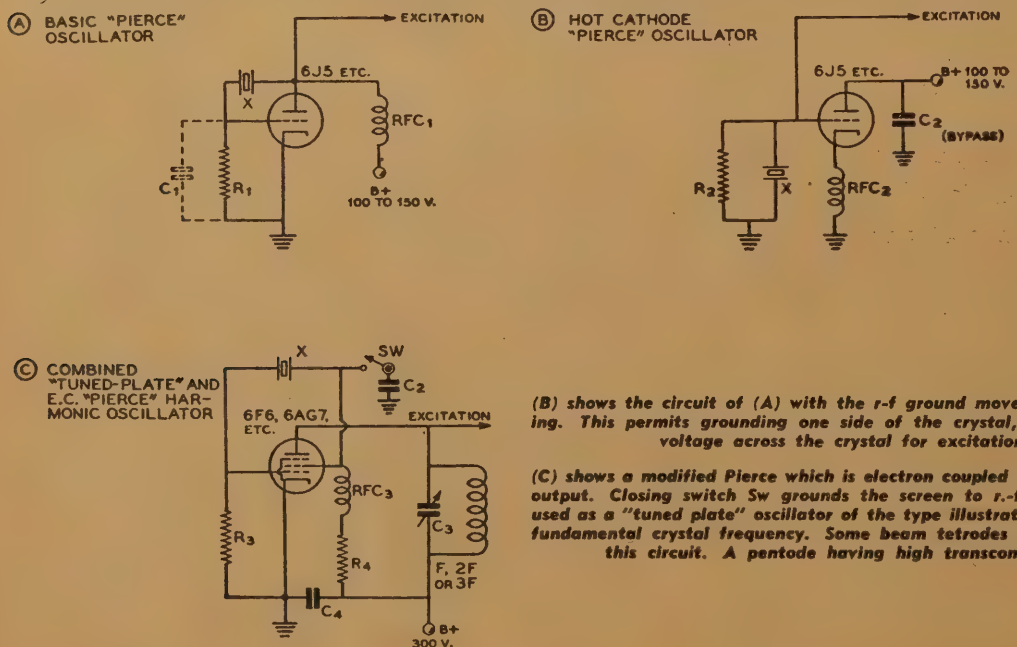 Ⓐ BASIC "PIERCE"
OSCILLATOR
EXCITATION
6J5 ETC.
X
RFC₁
C₁
R₁
B+
100 TO 150 V.
Ⓑ HOT CATHODE
"PIERCE" OSCILLATOR
EXCITATION
6J5 ETC.
B+ 100 TO
150 V.
C₂
(BYPASS)
R₂
X
RFC₂
Ⓒ COMBINED
"TUNED-PLATE" AND
E.C. "PIERCE" HAR-
MONIC OSCILLATOR
X
SW
C₂
6F6, 6AG7,
ETC.
EXCITATION
RFC₃
C₃
R₃
R₄
F, 2F
OR 3F
C₄
B+
300 V.
(B) shows the circuit of (A) with the r-f ground move
ing. This permits grounding one side of the crystal,
voltage across the crystal for excitation
(C) shows a modified Pierce which is electron coupled
output. Closing switch Sw grounds the screen to r.-f
used as a "tuned plate" oscillator of the type illustrat
fundamental crystal frequency. Some beam tetrodes
this circuit. A pentode having high transcon